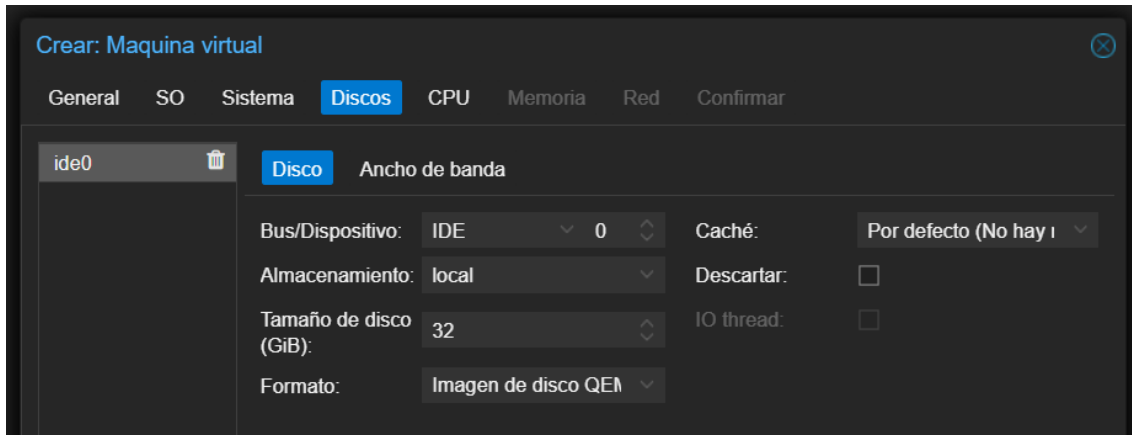 Crear: Maquina virtual
General SO Sistema Discos CPU Memoria Red Confirmar
ide0
Disco Ancho de banda
Bus/Dispositivo: IDE 0 Caché: Por defecto (No hay
Almacenamiento: local Descartar:
Tamaño de disco (GiB): 32 IO thread:
Formato: Imagen de disco